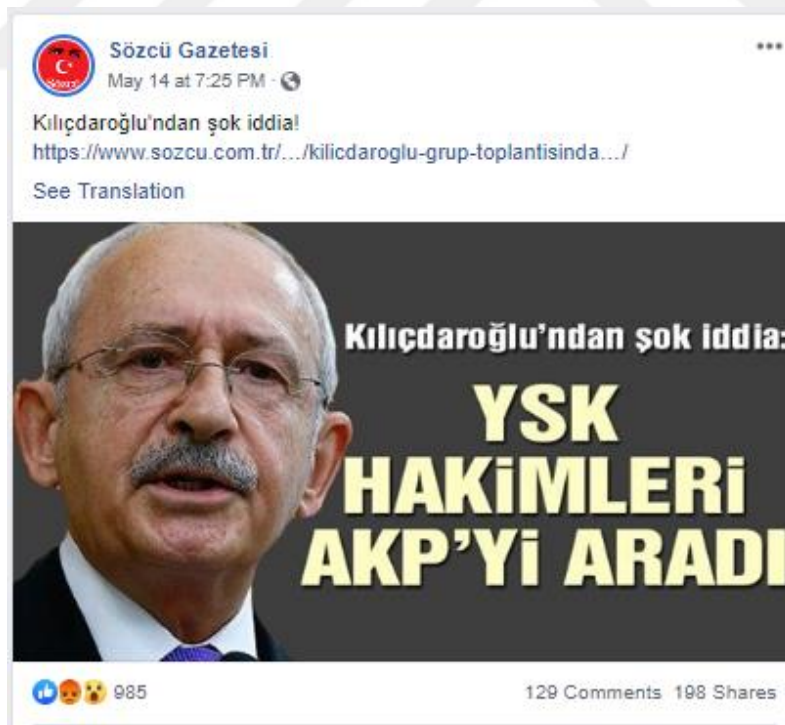 Sözcü Gazetesi
May 14 at 7:25 PM ·
Kılıçdaroğlu'ndan şok iddia!
https://www.sozcu.com.tr/.../kilicdaroglu-grup-toplantisinda.../
See Translation
Kılıçdaroğlu'ndan şok iddia:
YSK
HAKİMLERİ
AKP'Yİ ARADI
985
129 Comments 198 Shares